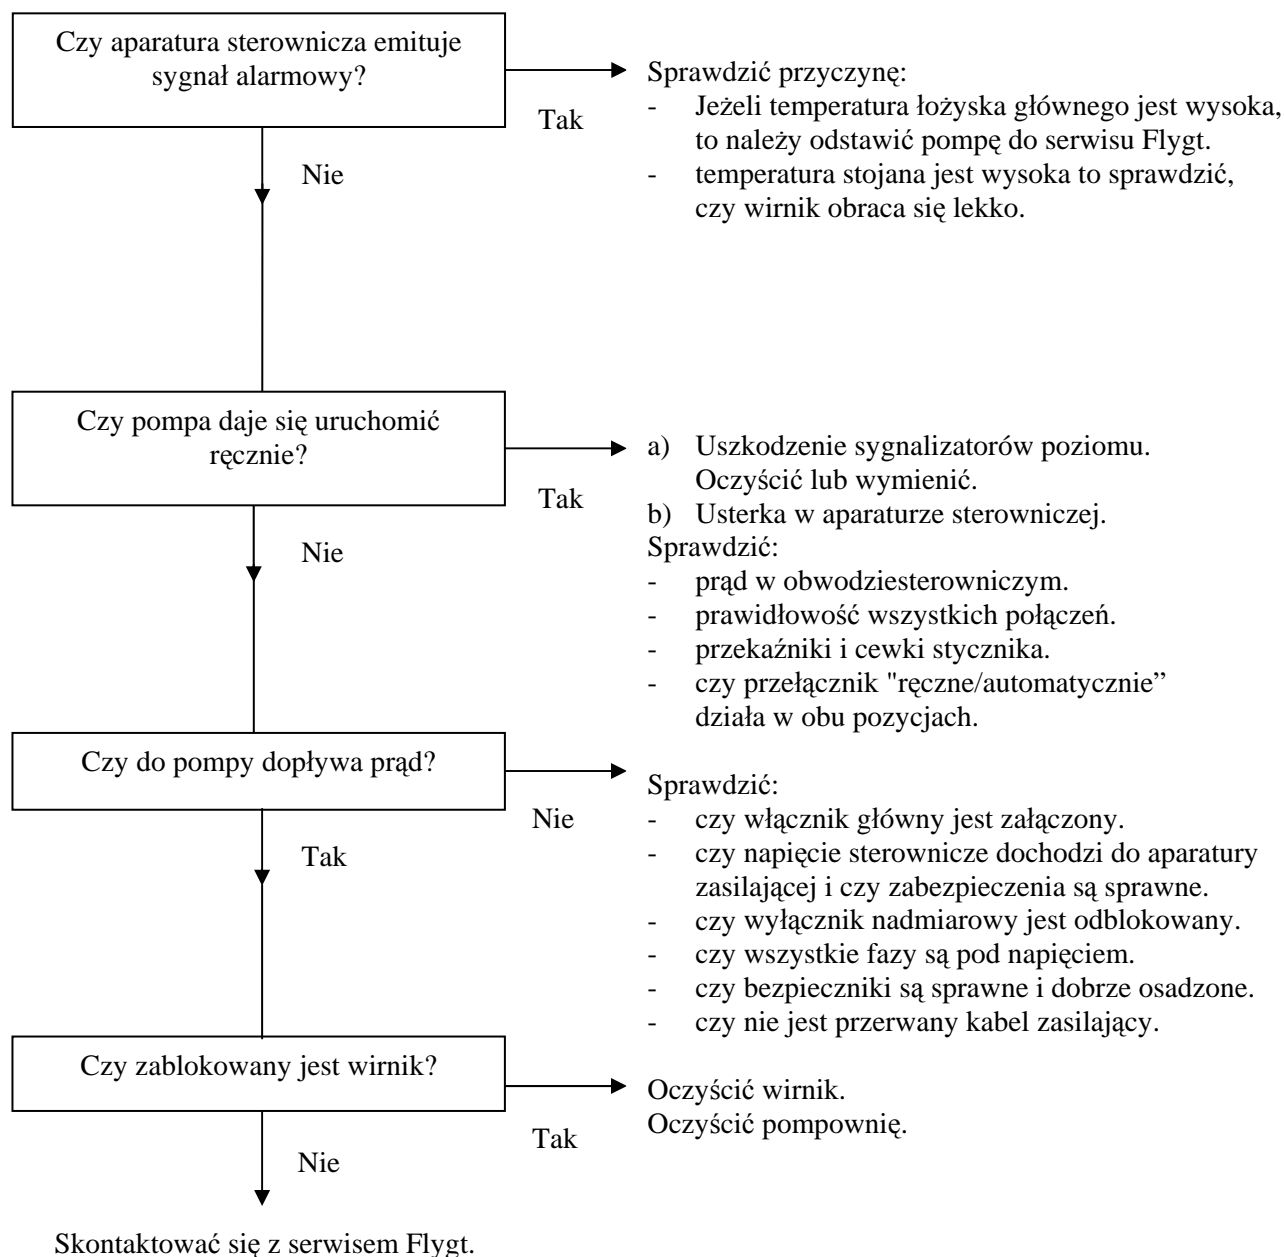 Czy aparatura sterownicza emituje
sygnał alarmowy?
Tak
Sprawdzić przyczynę:
- Jeżeli temperatura łożyska głównego jest wysoka,
to należy odstawić pompę do serwisu Flygt.
- temperatura stojana jest wysoka to sprawdzić,
czy wirnik obraca się lekko.
Nie
Czy pompa daje się uruchomić
ręcznie?
Tak
a) Uszkodzenie sygnalizatorów poziomu.
Oczyścić lub wymienić.
b) Usterka w aparaturze sterowniczej.
Sprawdzić:
- prąd w obwodziesterowniczym.
- prawidłowość wszystkich połączeń.
- przekaźniki i cewki stycznika.
- czy przełącznik "ręczne/automatycznie”
działa w obu pozycjach.
Nie
Czy do pompy dopływa prąd?
Nie
Sprawdzić:
- czy włącznik główny jest załączony.
- czy napięcie sterownicze dochodzi do aparatury
zasilającej i czy zabezpieczenia są sprawne.
- czy wyłącznik nadmiarowy jest odblokowany.
- czy wszystkie fazy są pod napięciem.
- czy bezpieczniki są sprawne i dobrze osadzone.
- czy nie jest przerwany kabel zasilający.
Tak
Czy zablokowany jest wirnik?
Tak
Oczyścić wirnik.
Oczyścić pompownię.
Nie
Skontaktować się z serwisem Flygt.